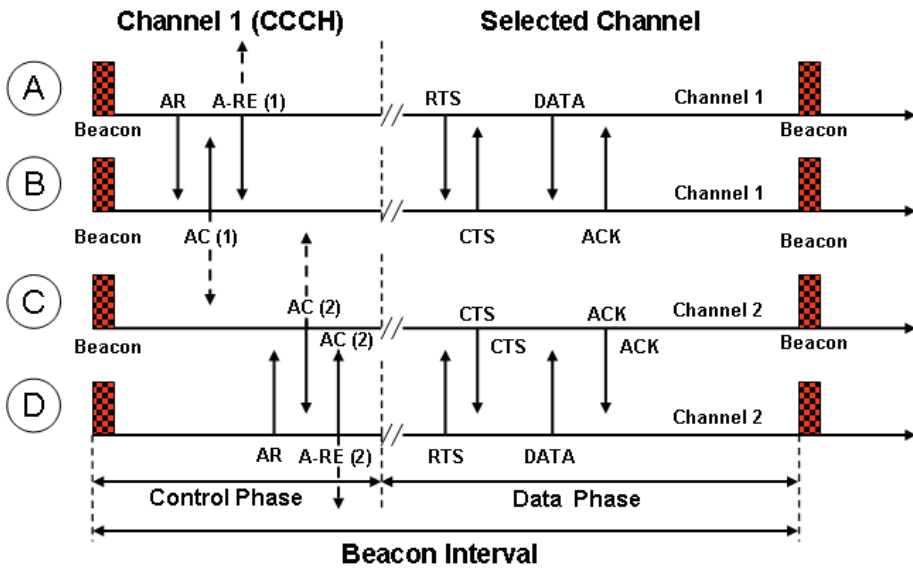 Channel 1 (CCCH)
Selected Channel
A
AR
A-RE (1)
RTS
DATA
Channel 1
Beacon
Beacon
B
Channel 1
Beacon
AC (1)
CTS
ACK
Beacon
C
AC (2)
CTS
ACK
Channel 2
Beacon
AC (2)
CTS
ACK
Beacon
D
Channel 2
AR
A-RE (2)
RTS
DATA
Control Phase
Data Phase
Beacon Interval